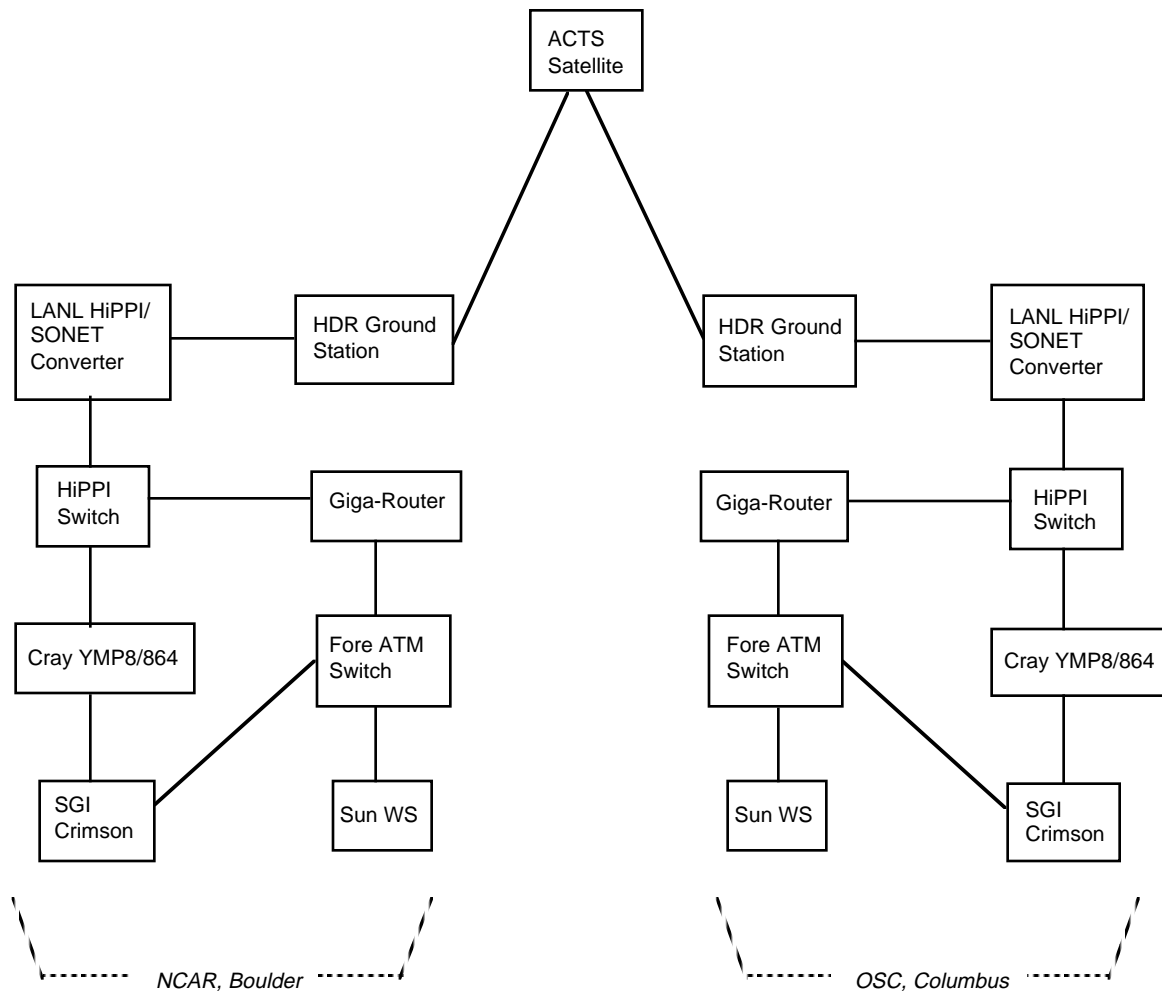 ACTS
Satellite
LANL HiPPI/
SONET
Converter
HDR Ground
Station
HDR Ground
Station
LANL HiPPI/
SONET
Converter
HiPPI
Switch
Giga-Router
Giga-Router
HiPPI
Switch
Cray YMP8/864
Fore ATM
Switch
Fore ATM
Switch
Cray YMP8/864
SGI
Crimson
Sun WS
Sun WS
SGI
Crimson
NCAR, Boulder
OSC, Columbus